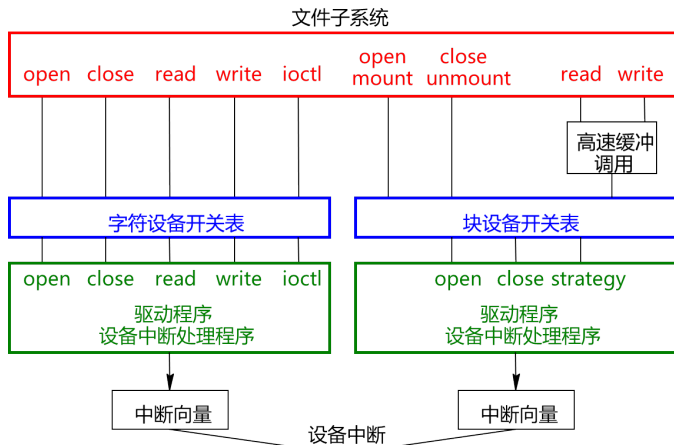 文件子系统
open close read write ioctl open close read write
mount unmount
高速缓冲
调用
字符设备开关表 块设备开关表
open close read write ioctl open close strategy
驱动程序 驱动程序
设备中断处理程序 设备中断处理程序
中断向量 中断向量
设备中断